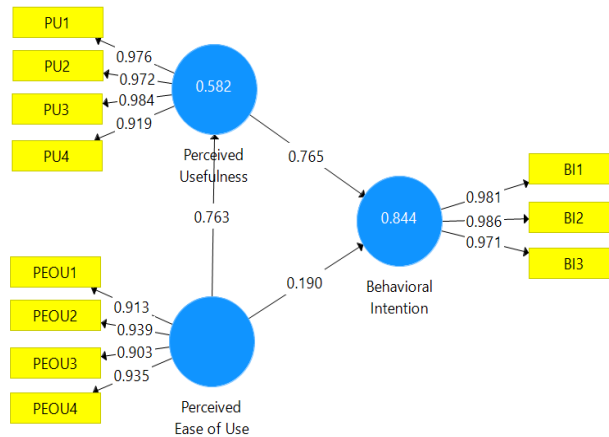 PU1
0.976
PU2
0.972
0.582
0.984
PU3
0.919
PU4
Perceived
Usefulness
0.765
BI1
0.981
0.763
0.844
0.986
BI2
0.971
BI3
PEOU1
0.190
Behavioral
Intention
0.913
PEOU2
0.939
0.903
PEOU3
0.935
PEOU4
Perceived
Ease of Use